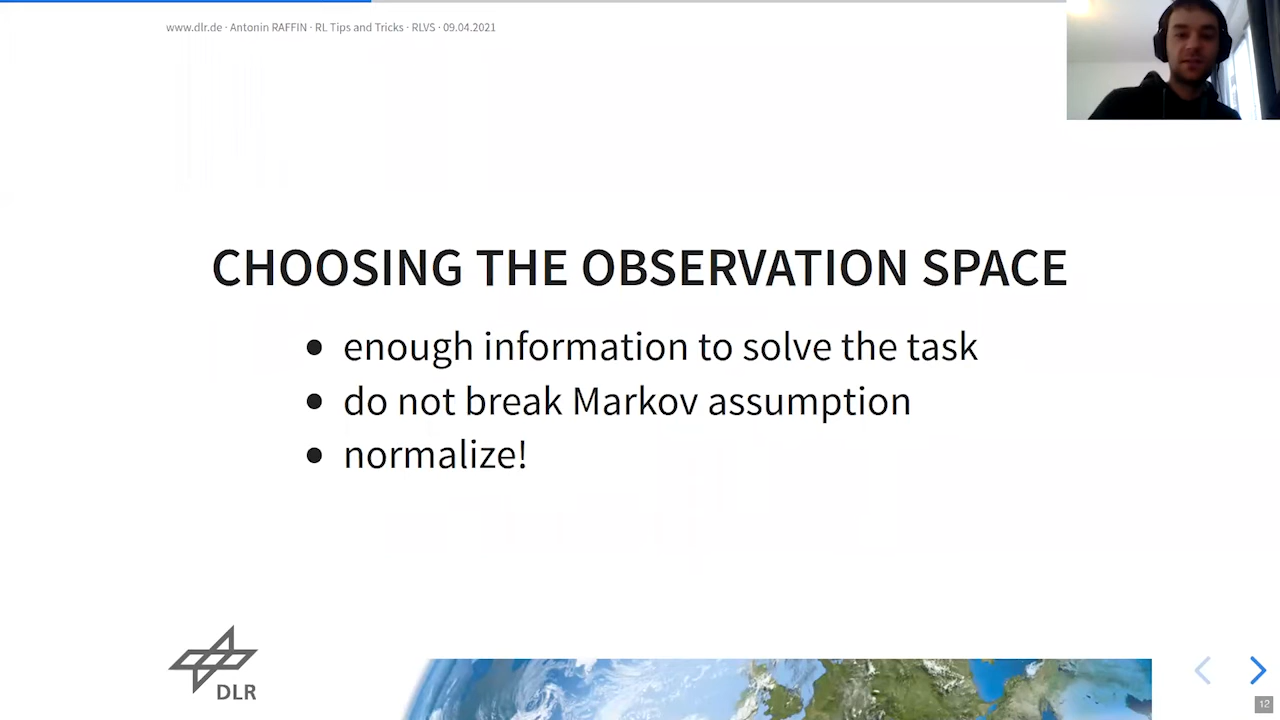 www.dlr.de · Antonin RAFFIN · RL Tips and Tricks · RLVS · 09.04.2021
CHOOSING THE OBSERVATION SPACE
enough information to solve the task
do not break Markov assumption
normalize!
DLR
12